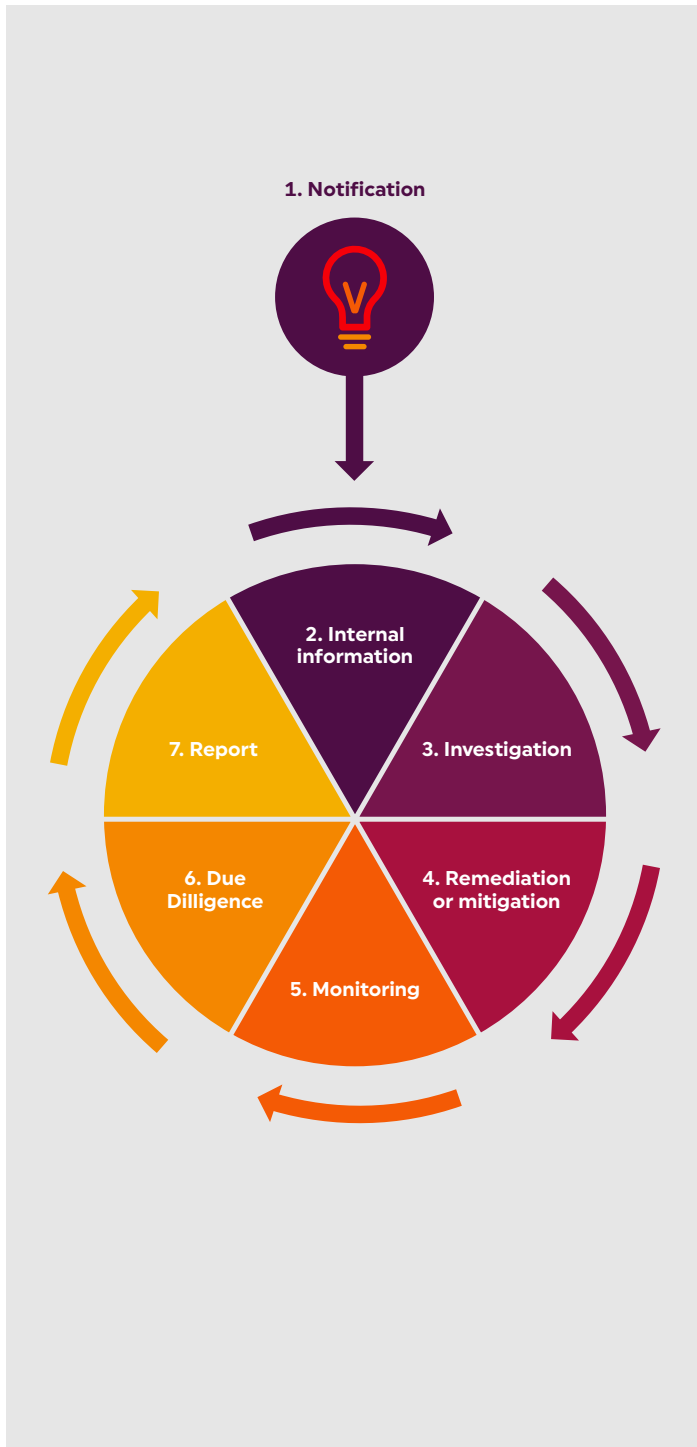 1. Notification
2. Internal
information
3. Investigation
4. Remediation
or mitigation
5. Monitoring
6. Due
Dilligence
7. Report